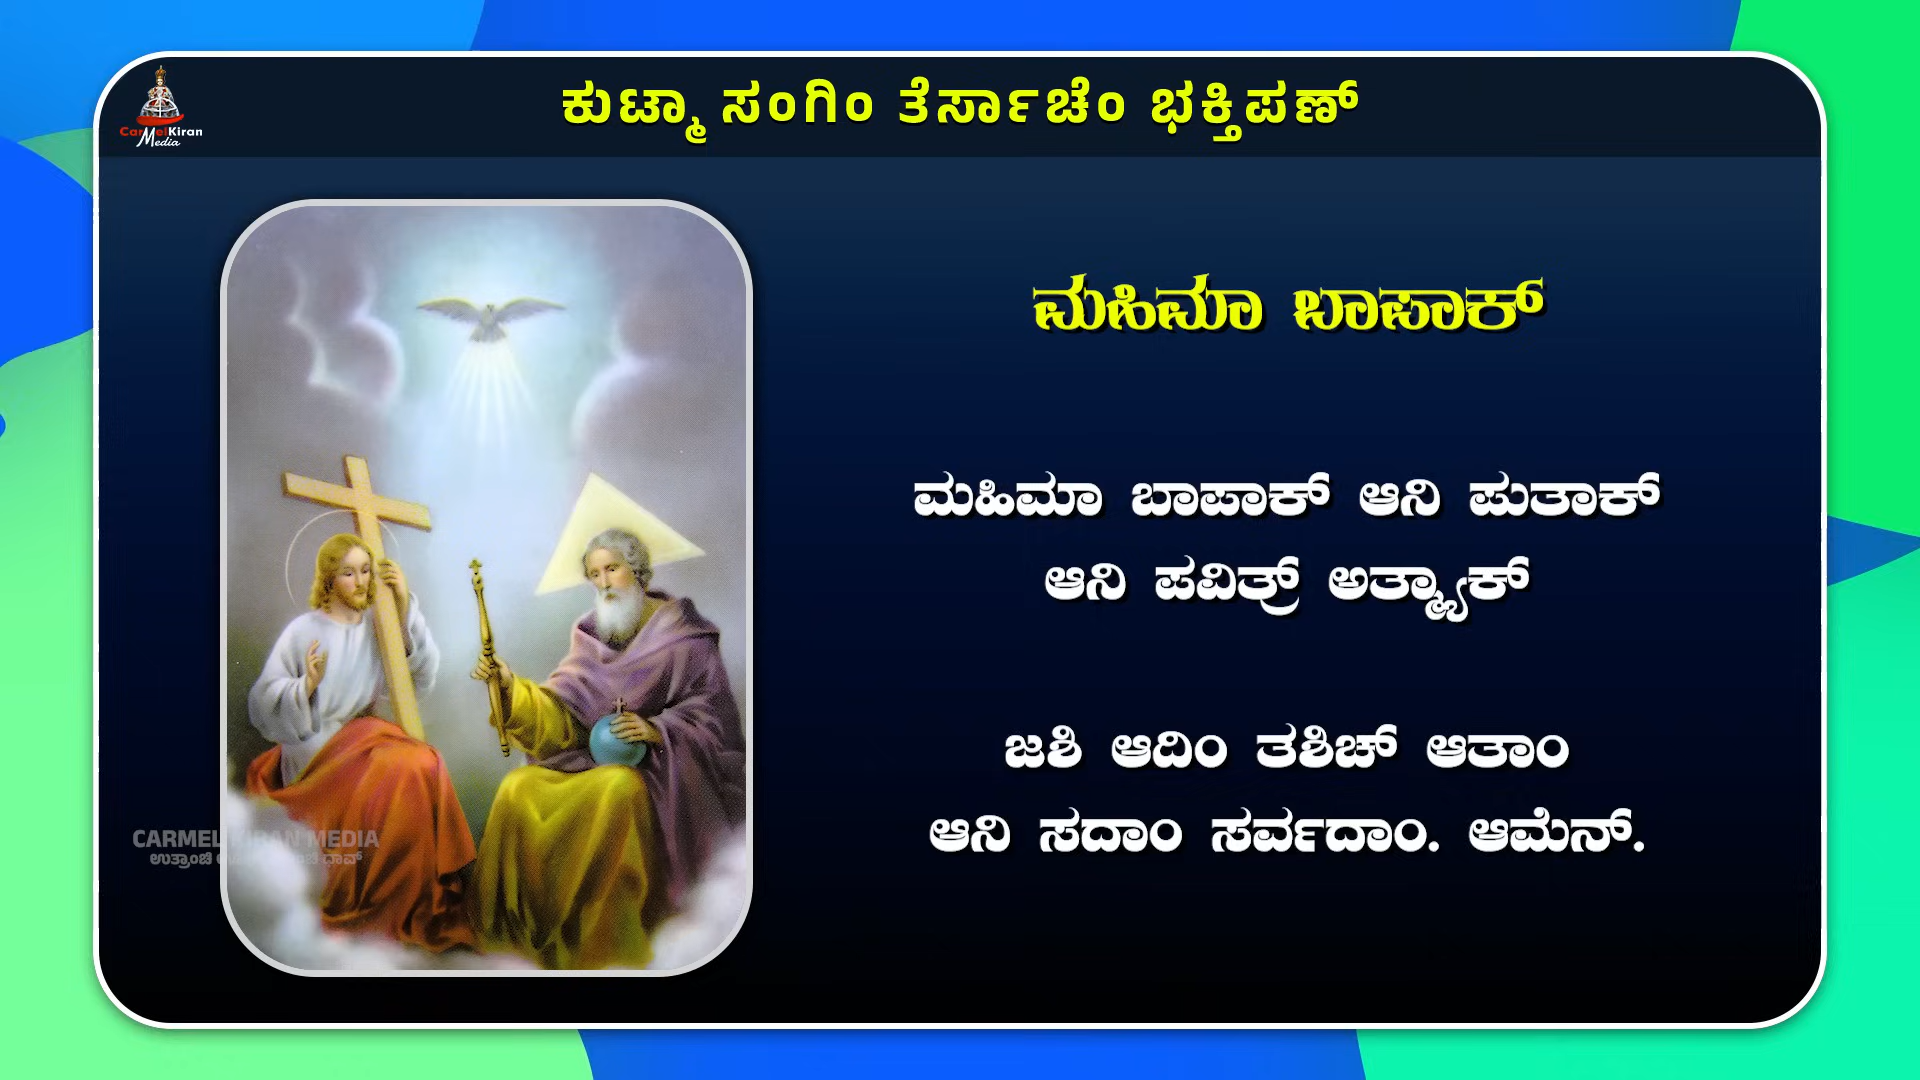 ಕುಟ್ಮಾ ಸಂಗಿಂ ತೆರ್ಸಾಚೆಂ ಭಕ್ತಿಪಣ್
CarmelKiran
Media
ಮಹಿಮಾ ಬಾಪಾಕ್
ಮಹಿಮಾ ಬಾಪಾಕ್ ಆನಿ ಪುತಾಕ್
ಆನಿ ಪವಿತ್ರ್ ಅತ್ಮ್ಯಾಕ್
ಜಶಿ ಆದಿಂ ತಶಿಚ್ ಆತಾಂ
ಆನಿ ಸದಾಂ ಸರ್ವದಾಂ. ಆಮೆನ್.
CARMEL KIRAN MEDIA